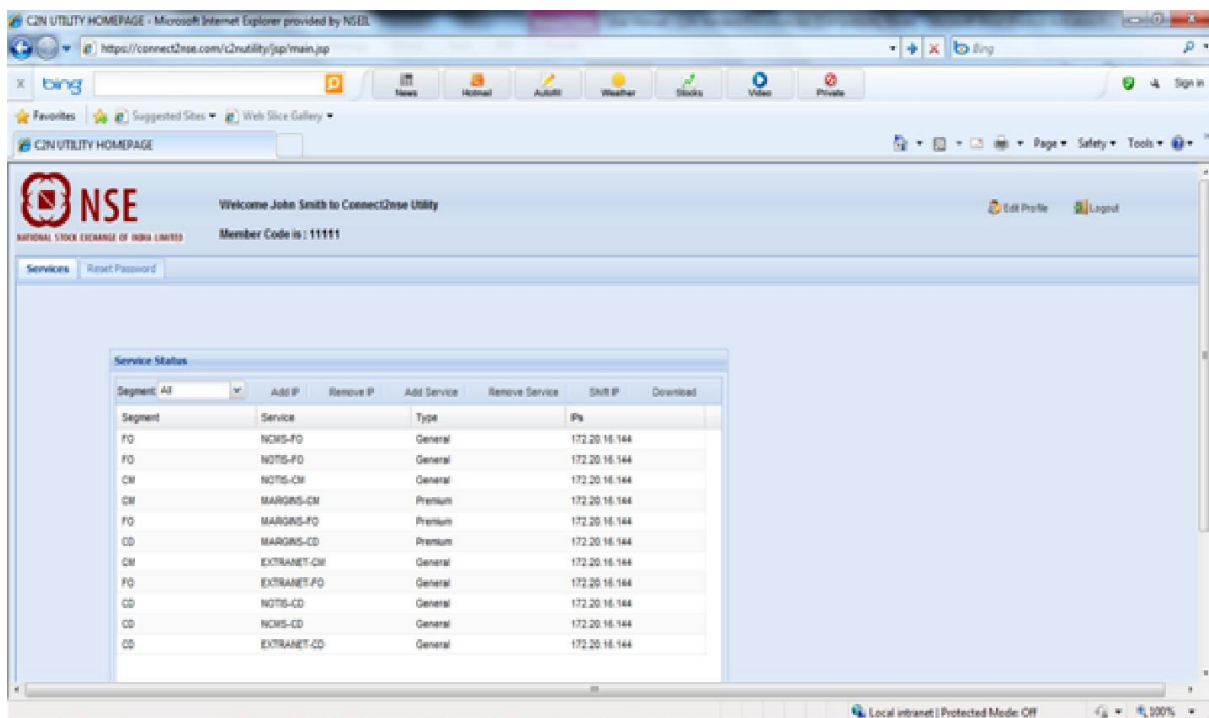 C2N UTILITY HOMEPAGE - Microsoft Internet Explorer provided by NSEIL
https://connect2nse.com/c2nutility/jsp/main.jsp
Bing
x bing News Hotmail Autofill Weather Stocks Video Private Sign in
Favorites Suggested Sites Web Slice Gallery
C2N UTILITY HOMEPAGE Page Safety Tools
NSE
NATIONAL STOCK EXCHANGE OF INDIA LIMITED
Welcome John Smith to Connect2nse Utility
Member Code is : 11111
Edit Profile Logout
Services Reset Password
Service Status
Segment: All Add IP Remove IP Add Service Remove Service Shift IP Download
Segment Service Type IPs
FO NCMS-FO General 172.20.16.144
FO NOTIS-FO General 172.20.16.144
CM NOTIS-CM General 172.20.16.144
CM MARGINS-CM Premium 172.20.16.144
FO MARGINS-FO Premium 172.20.16.144
CD MARGINS-CD Premium 172.20.16.144
CM EXTRANET-CM General 172.20.16.144
FO EXTRANET-FO General 172.20.16.144
CD NOTIS-CD General 172.20.16.144
CD NCMS-CD General 172.20.16.144
CD EXTRANET-CD General 172.20.16.144
Local intranet | Protected Mode: Off 100%